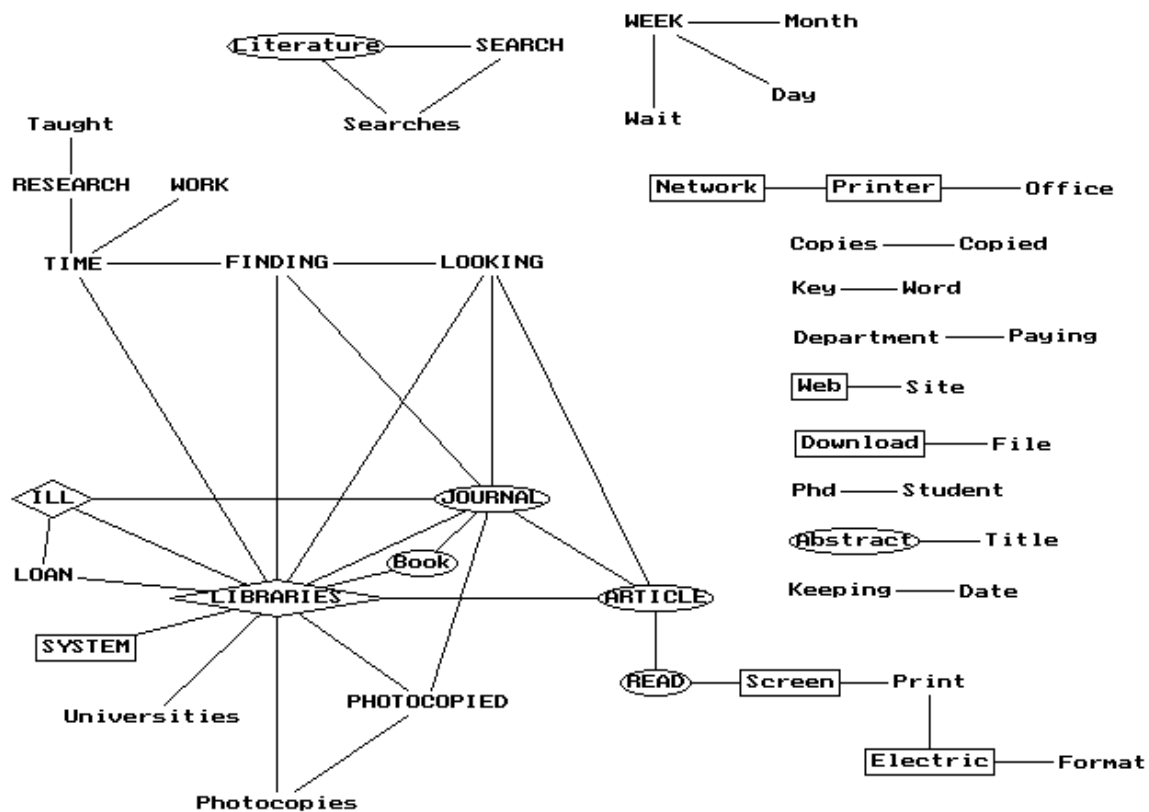 WEEK Month
Literature SEARCH
Day
Wait
Searches
Taught
RESEARCH WORK
Network Printer Office
Copies Copied
TIME FINDING LOOKING
Key Word
Department Paying
Web Site
Download File
ILL JOURNAL
Phd Student
Abstract Title
Book
LOAN
Keeping Date
LIBRARIES ARTICLE
SYSTEM
READ Screen Print
PHOTOCOPIED
Universities
Electric Format
Photocopies